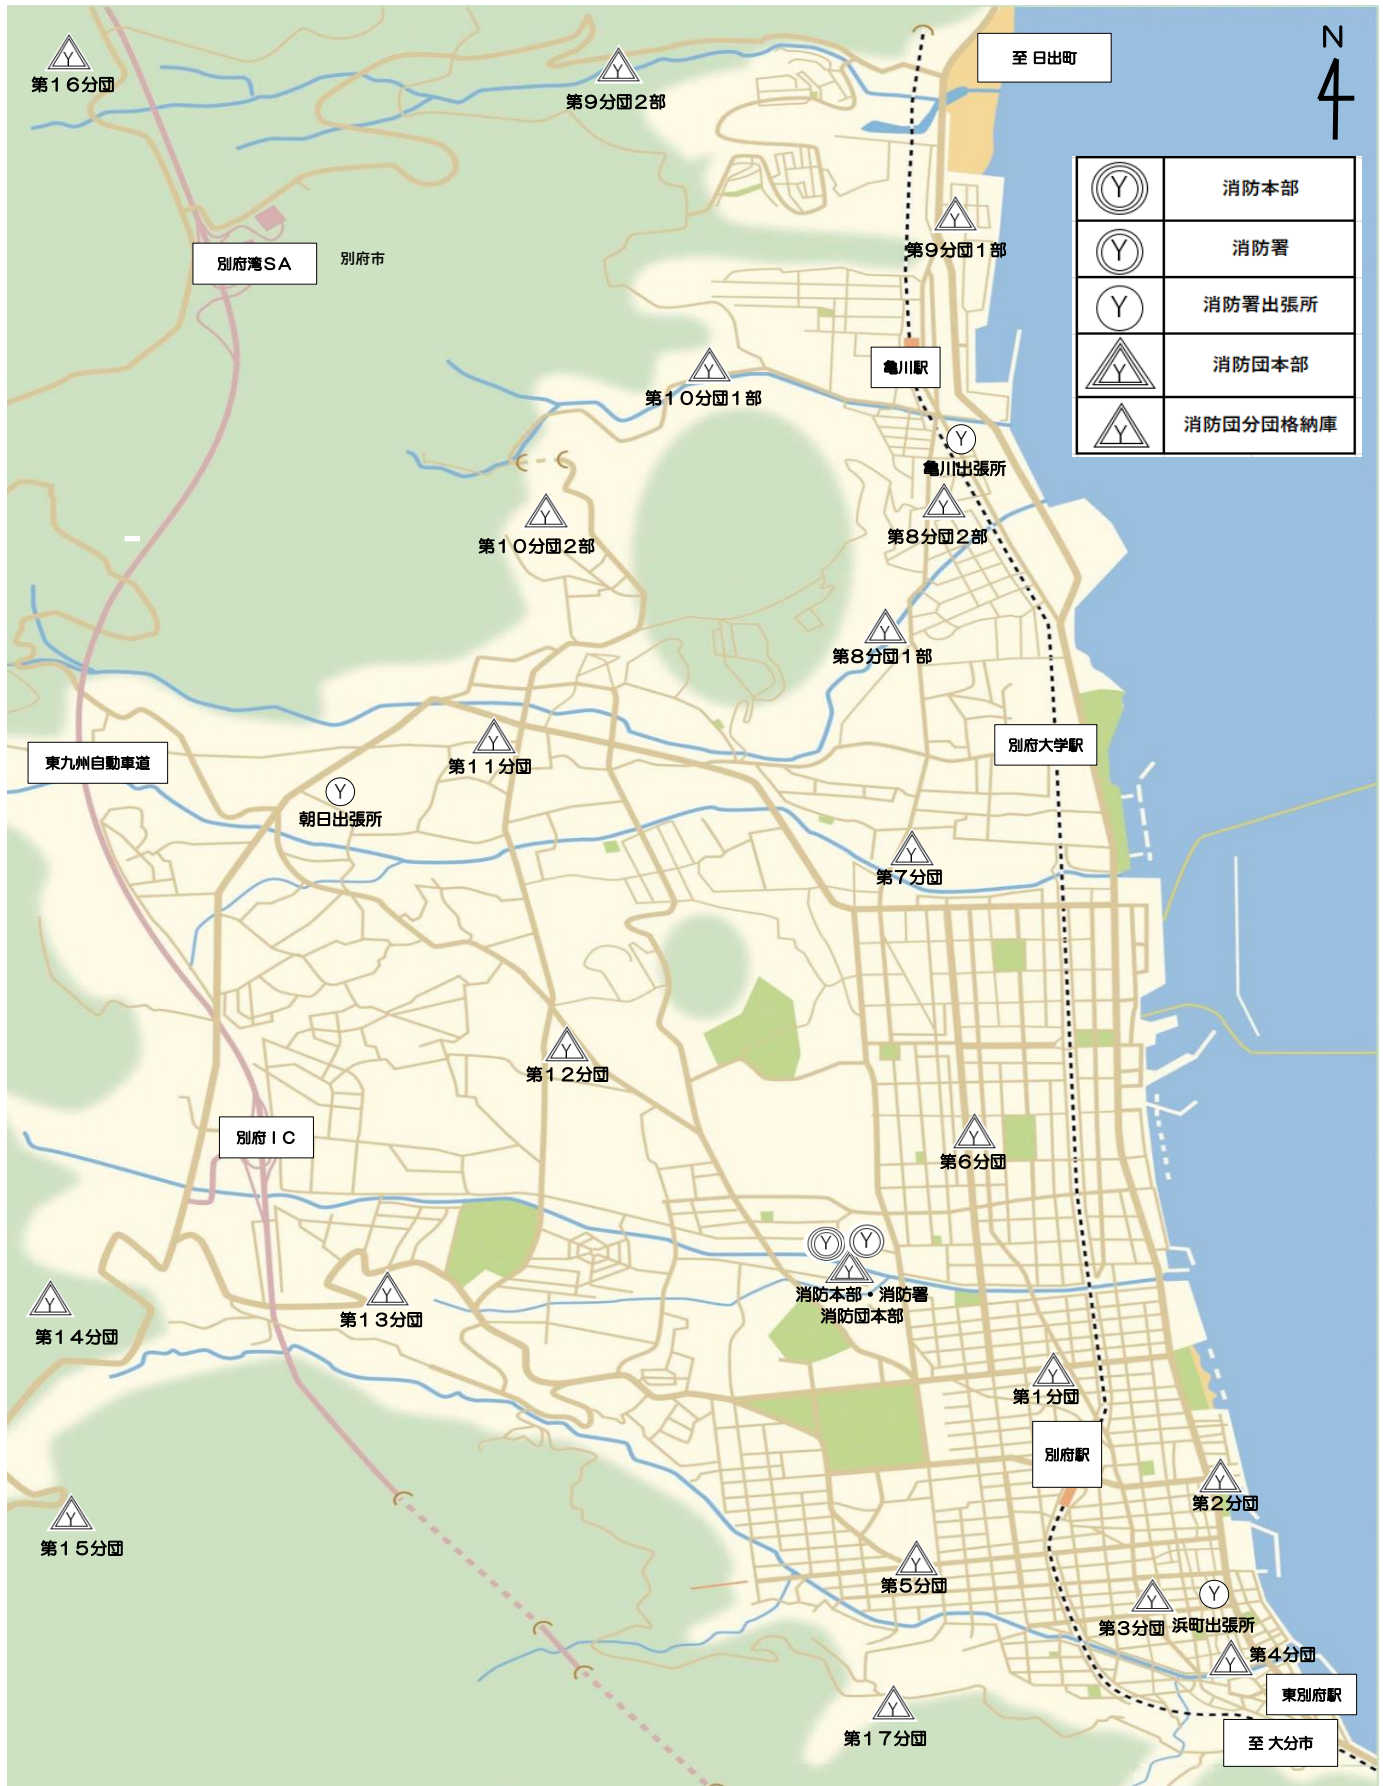 至 日出町
N
第１６分団
第９分団２部
Y
消防本部
Y
消防署
Y
消防署出張所
Y
消防団本部
Y
消防団分団格納庫
第９分団１部
別府湾ＳＡ
別府市
亀川駅
第１０分団１部
Y
亀川出張所
第８分団２部
第１０分団２部
第８分団１部
別府大学駅
東九州自動車道
第１１分団
Y
朝日出張所
第７分団
第１２分団
別府ＩＣ
第６分団
Y
Y
Y
消防本部・消防署
消防団本部
第１４分団
第１３分団
第１分団
別府駅
第２分団
第１５分団
第５分団
Y
第３分団
浜町出張所
第４分団
東別府駅
第１７分団
至 大分市